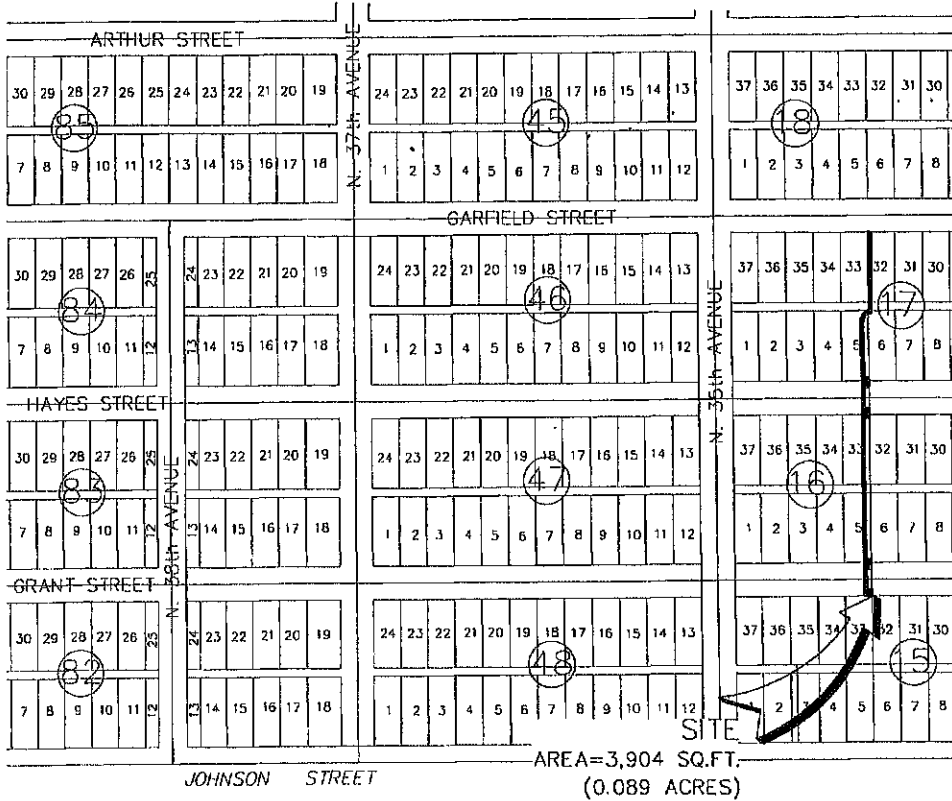 ARTHUR STREET
N. 37th AVENUE
30 29 28 27 26 25 24 23 22 21 20 19
24 23 22 21 20 19 18 17 16 15 14 13
37 36 35 34 33 32 31 30
85
45
18
7 8 9 10 11 12 13 14 15 16 17 18
1 2 3 4 5 6 7 8 9 10 11 12
1 2 3 4 5 6 7 8
GARFIELD STREET
30 29 28 27 26 25
24 23 22 21 20 19
24 23 22 21 20 19 18 17 16 15 14 13
37 36 35 34 33 32 31 30
84
46
17
7 8 9 10 11 12
13 14 15 16 17 18
1 2 3 4 5 6 7 8 9 10 11 12
1 2 3 4 5 6 7 8
HAYES STREET
N. 38th AVENUE
N. 36th AVENUE
30 29 28 27 26 25
24 23 22 21 20 19
24 23 22 21 20 19 18 17 16 15 14 13
37 36 35 34 33 32 31 30
83
47
16
7 8 9 10 11 12
13 14 15 16 17 18
1 2 3 4 5 6 7 8 9 10 11 12
1 2 3 4 5 6 7 8
GRANT STREET
30 29 28 27 26 25
24 23 22 21 20 19
24 23 22 21 20 19 18 17 16 15 14 13
37 36 35 34 33 32 31 30
82
48
15
7 8 9 10 11 12
13 14 15 16 17 18
1 2 3 4 5 6 7 8 9 10 11 12
1 2 3 4 5 6 7 8
SITE
AREA=3,904 SQ.FT.
(0.089 ACRES)
JOHNSON STREET